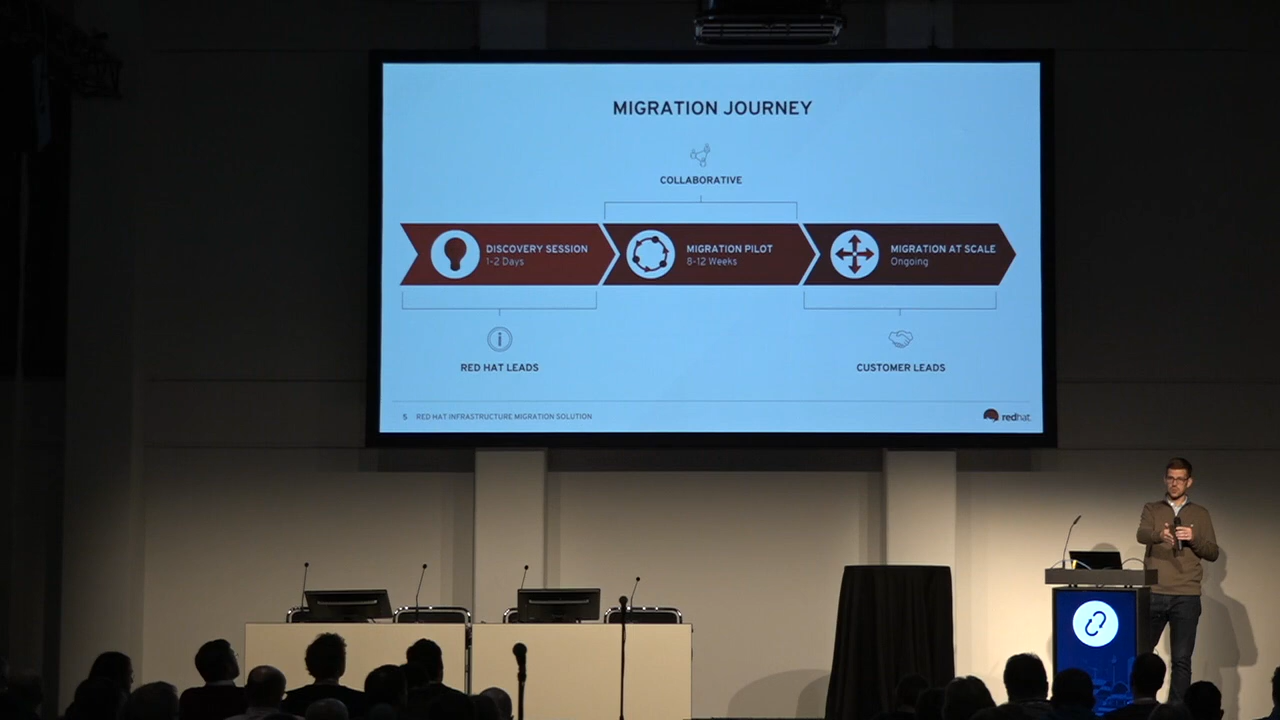 MIGRATION JOURNEY
COLLABORATIVE
DISCOVERY SESSION
1-2 Days
MIGRATION PILOT
8-12 Weeks
MIGRATION AT SCALE
Ongoing
RED HAT LEADS
CUSTOMER LEADS
5 RED HAT INFRASTRUCTURE MIGRATION SOLUTION
redhat